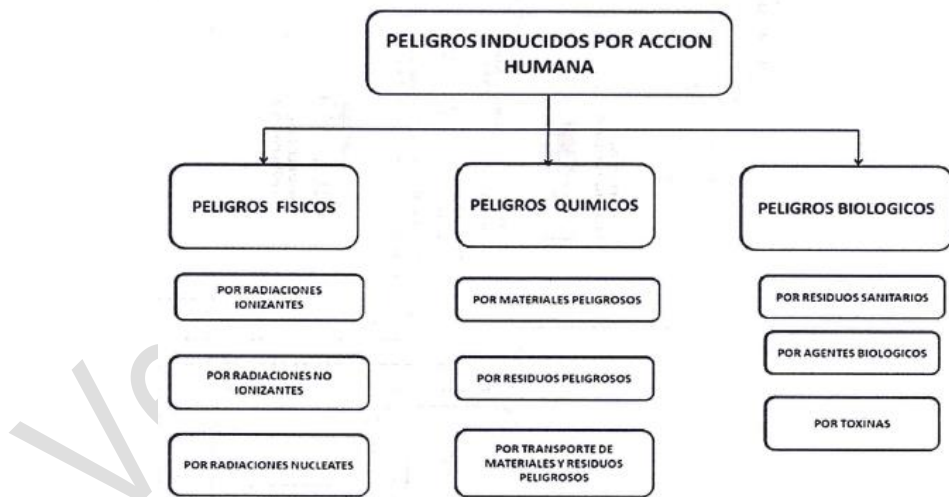 PELIGROS INDUCIDOS POR ACCION
HUMANA
PELIGROS FISICOS
PELIGROS QUIMICOS
PELIGROS BIOLOGICOS
POR RADIACIONES
IONIZANTES
POR MATERIALES PELIGROSOS
POR RESIDUOS SANITARIOS
POR AGENTES BIOLOGICOS
POR RADIACIONES NO
IONIZANTES
POR RESIDUOS PELIGROSOS
POR TOXINAS
POR RADIACIONES NUCLEATES
POR TRANSPORTE DE
MATERIALES Y RESIDUOS
PELIGROSOS